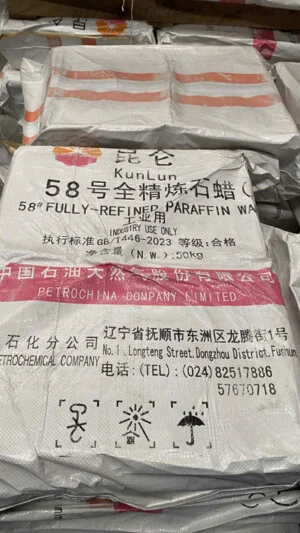 昆仑
KunLun
58号全精炼石蜡(
58# FULLY-REFINED PARAFFIN WA
工业用
INDUSTRY USE ONLY
执行标准GB/T446-2023 等级:合格
净含量 (N.W.):50kg
中国石油天然气股份有限公司
PETROCHINA COMPANY LIMITED
石化分公司
辽宁省抚顺市东洲区龙腾街1号
ETROCHEMICAL COMPANY
No.1 Longteng Street,Dongzhou District,Funhun,
电话:(TEL):(024)82517886
57670718